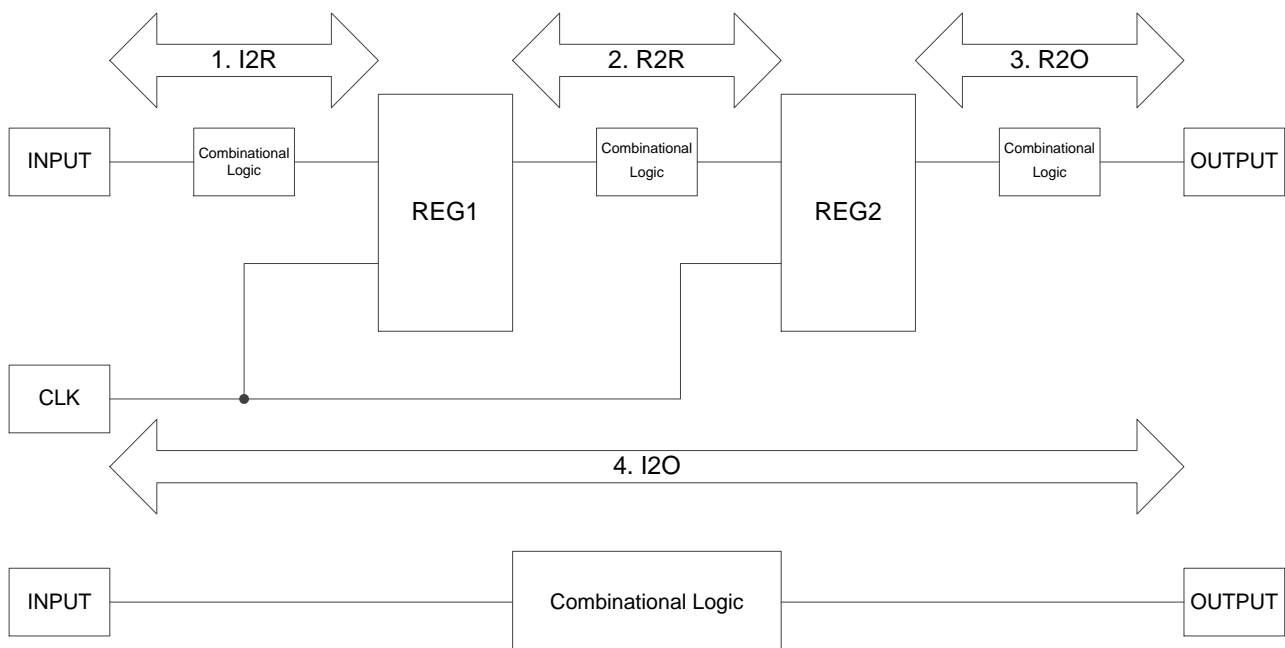 1. I2R
2. R2R
3. R2O
INPUT
Combinational
Logic
REG1
Combinational
Logic
REG2
Combinational
Logic
OUTPUT
CLK
4. I2O
INPUT
Combinational Logic
OUTPUT